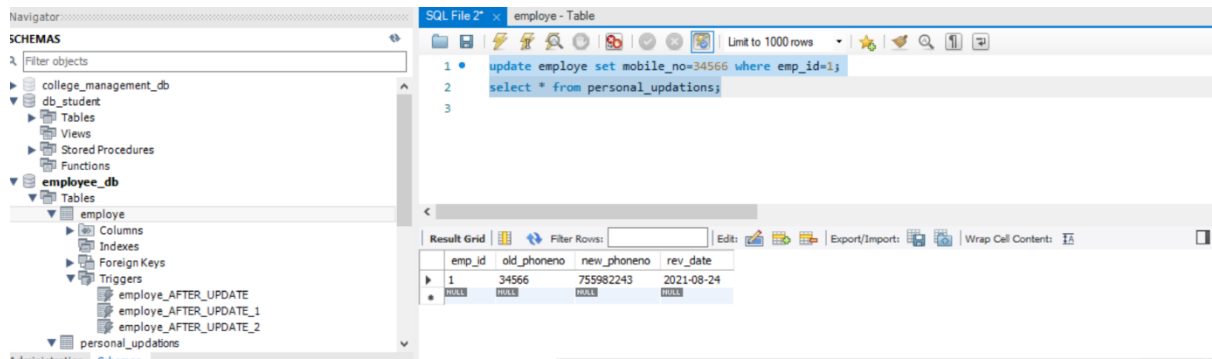 Navigator
SCHEMAS
Filter objects
college_management_db
db_student
Tables
Views
Stored Procedures
Functions
employee_db
Tables
employe
Columns
Indexes
Foreign Keys
Triggers
employe_AFTER_UPDATE
employe_AFTER_UPDATE_1
employe_AFTER_UPDATE_2
personal_updations
SQL File 2* × employe - Table
Limit to 1000 rows
1 update employe set mobile_no=34566 where emp_id=1;
2 select * from personal_updations;
3
Result Grid Filter Rows: Edit: Export/Import: Wrap Cell Content:
emp_id old_phoneno new_phoneno rev_date
1 34566 755982243 2021-08-24
NULL NULL NULL NULL